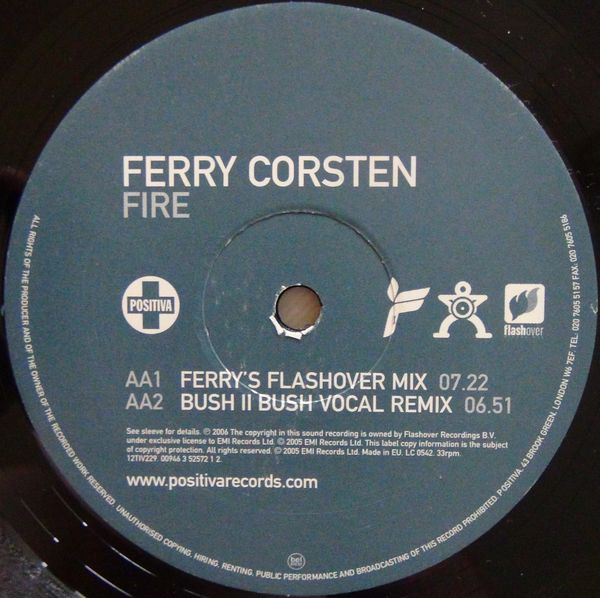 FERRY CORSTEN
FIRE
POSITIVA
F
flashover
AA1 FERRY'S FLASHOVER MIX 07.22
AA2 BUSH II BUSH VOCAL REMIX 06.51
See sleeve for details. ℗ 2006 The copyright in this sound recording is owned by Flashover Recordings B.V.
under exclusive license to EMI Records Ltd. © 2005 EMI Records Ltd. This label copy information is the subject
of copyright protection. All rights reserved. © 2005 EMI Records Ltd. Made in EU. LC 0542. 33rpm.
12TIV229. 00946 3 52572 1 2.
www.positivarecords.com
ALL RIGHTS OF THE PRODUCER AND OF THE OWNER OF THE RECORDED WORK RESERVED. UNAUTHORISED COPYING, HIRING, RENTING, PUBLIC PERFORMANCE AND BROADCASTING OF THIS RECORD PROHIBITED. POSITIVA, 43 BROOK GREEN, LONDON W6 7EF. TEL: 020 7605 5157 FAX: 020 7605 5186